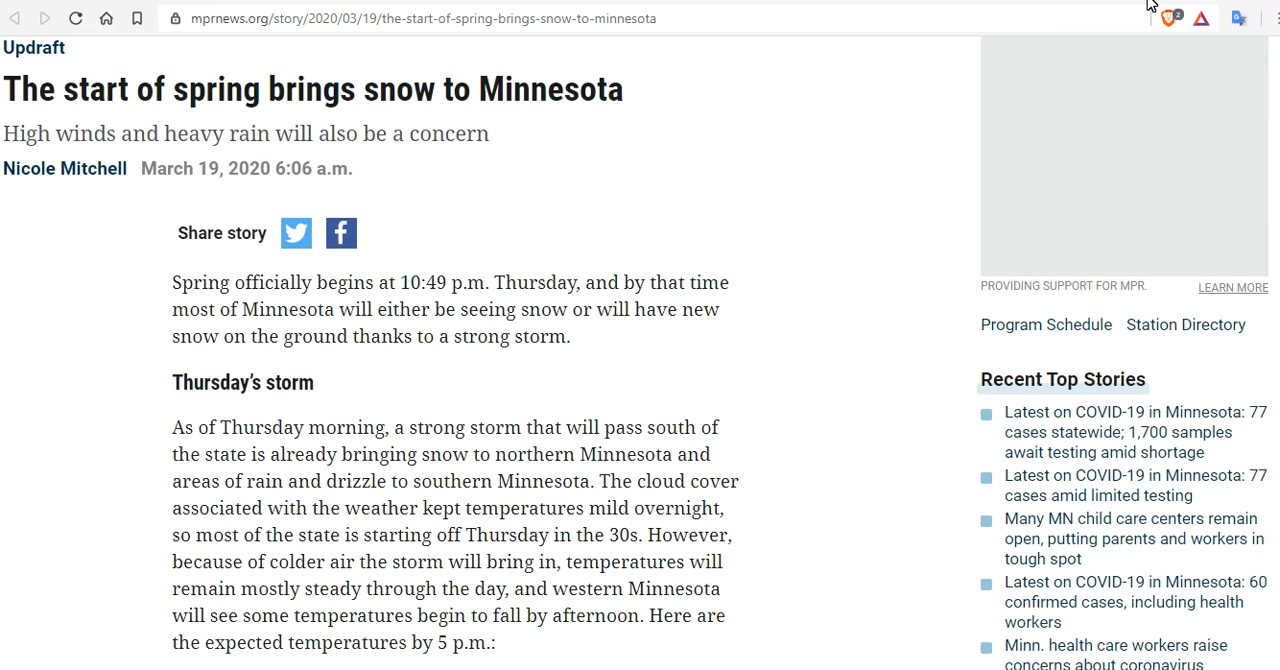 mprnews.org/story/2020/03/19/the-start-of-spring-brings-snow-to-minnesota
2
Updraft
The start of spring brings snow to Minnesota
High winds and heavy rain will also be a concern
Nicole Mitchell March 19, 2020 6:06 a.m.
Share story
Spring officially begins at 10:49 p.m. Thursday, and by that time
most of Minnesota will either be seeing snow or will have new
snow on the ground thanks to a strong storm.
Thursday’s storm
As of Thursday morning, a strong storm that will pass south of
the state is already bringing snow to northern Minnesota and
areas of rain and drizzle to southern Minnesota. The cloud cover
associated with the weather kept temperatures mild overnight,
so most of the state is starting off Thursday in the 30s. However,
because of colder air the storm will bring in, temperatures will
remain mostly steady through the day, and western Minnesota
will see some temperatures begin to fall by afternoon. Here are
the expected temperatures by 5 p.m.:
PROVIDING SUPPORT FOR MPR. LEARN MORE
Program Schedule Station Directory
Recent Top Stories
Latest on COVID-19 in Minnesota: 77
cases statewide; 1,700 samples
await testing amid shortage
Latest on COVID-19 in Minnesota: 77
cases amid limited testing
Many MN child care centers remain
open, putting parents and workers in
tough spot
Latest on COVID-19 in Minnesota: 60
confirmed cases, including health
workers
Minn. health care workers raise
concerns about coronavirus